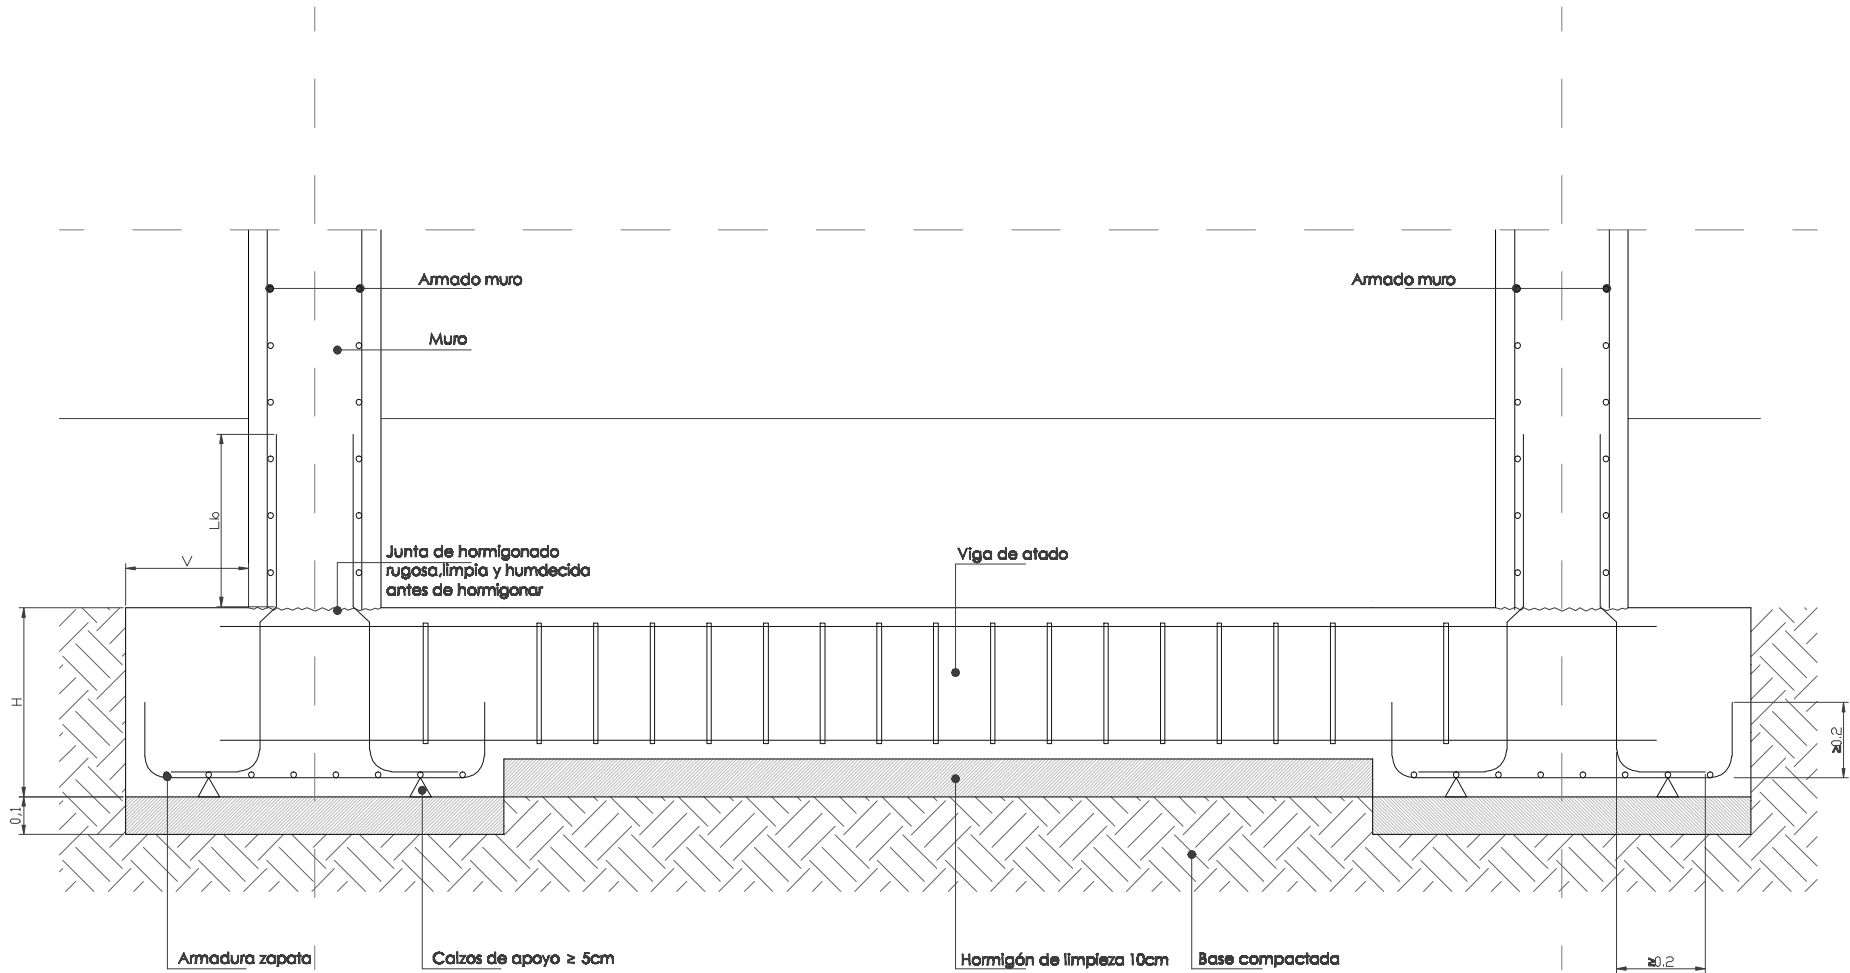 Armado muro
Armado muro
Muro
Lb
V
Junta de hormigonado
rugosa,limpia y humdecida
antes de hormigonar
Viga de atado
H
≥0.2
0,1
Armadura zapata
Calzos de apoyo ≥ 5cm
Hormigón de limpieza 10cm
Base compactada
≥0.2